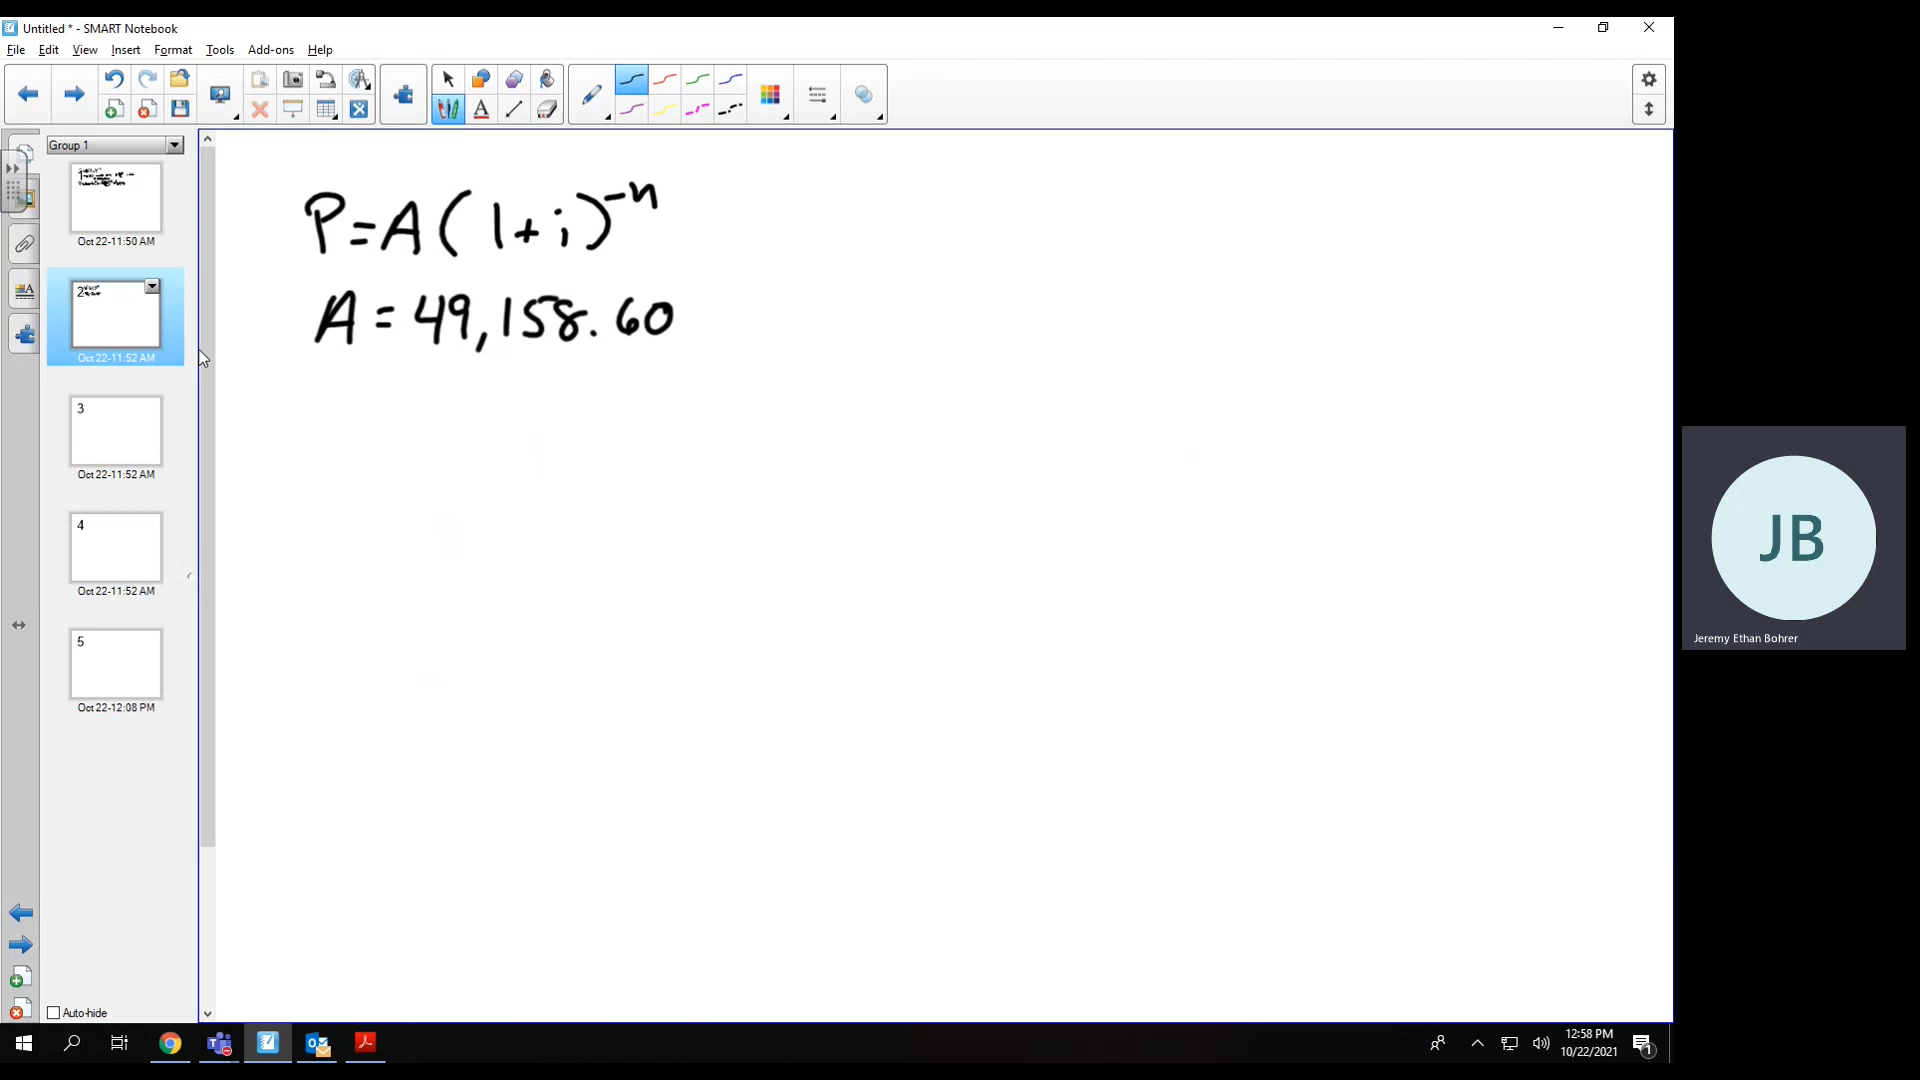 Untitled * - SMART Notebook
File Edit View Insert Format Tools Add-ons Help
Group 1
Oct 22-11:50 AM
2
Oct 22-11:52 AM
3
Oct 22-11:52 AM
4
Oct 22-11:52 AM
5
Oct 22-12:08 PM
Auto-hide
P=A(1+i)^-n
A = 49,158.60
JB
Jeremy Ethan Bohrer
12:58 PM
10/22/2021
1